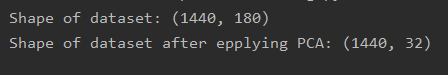 Shape of dataset: (1440, 180)
Shape of dataset after epplying PCA: (1440, 32)